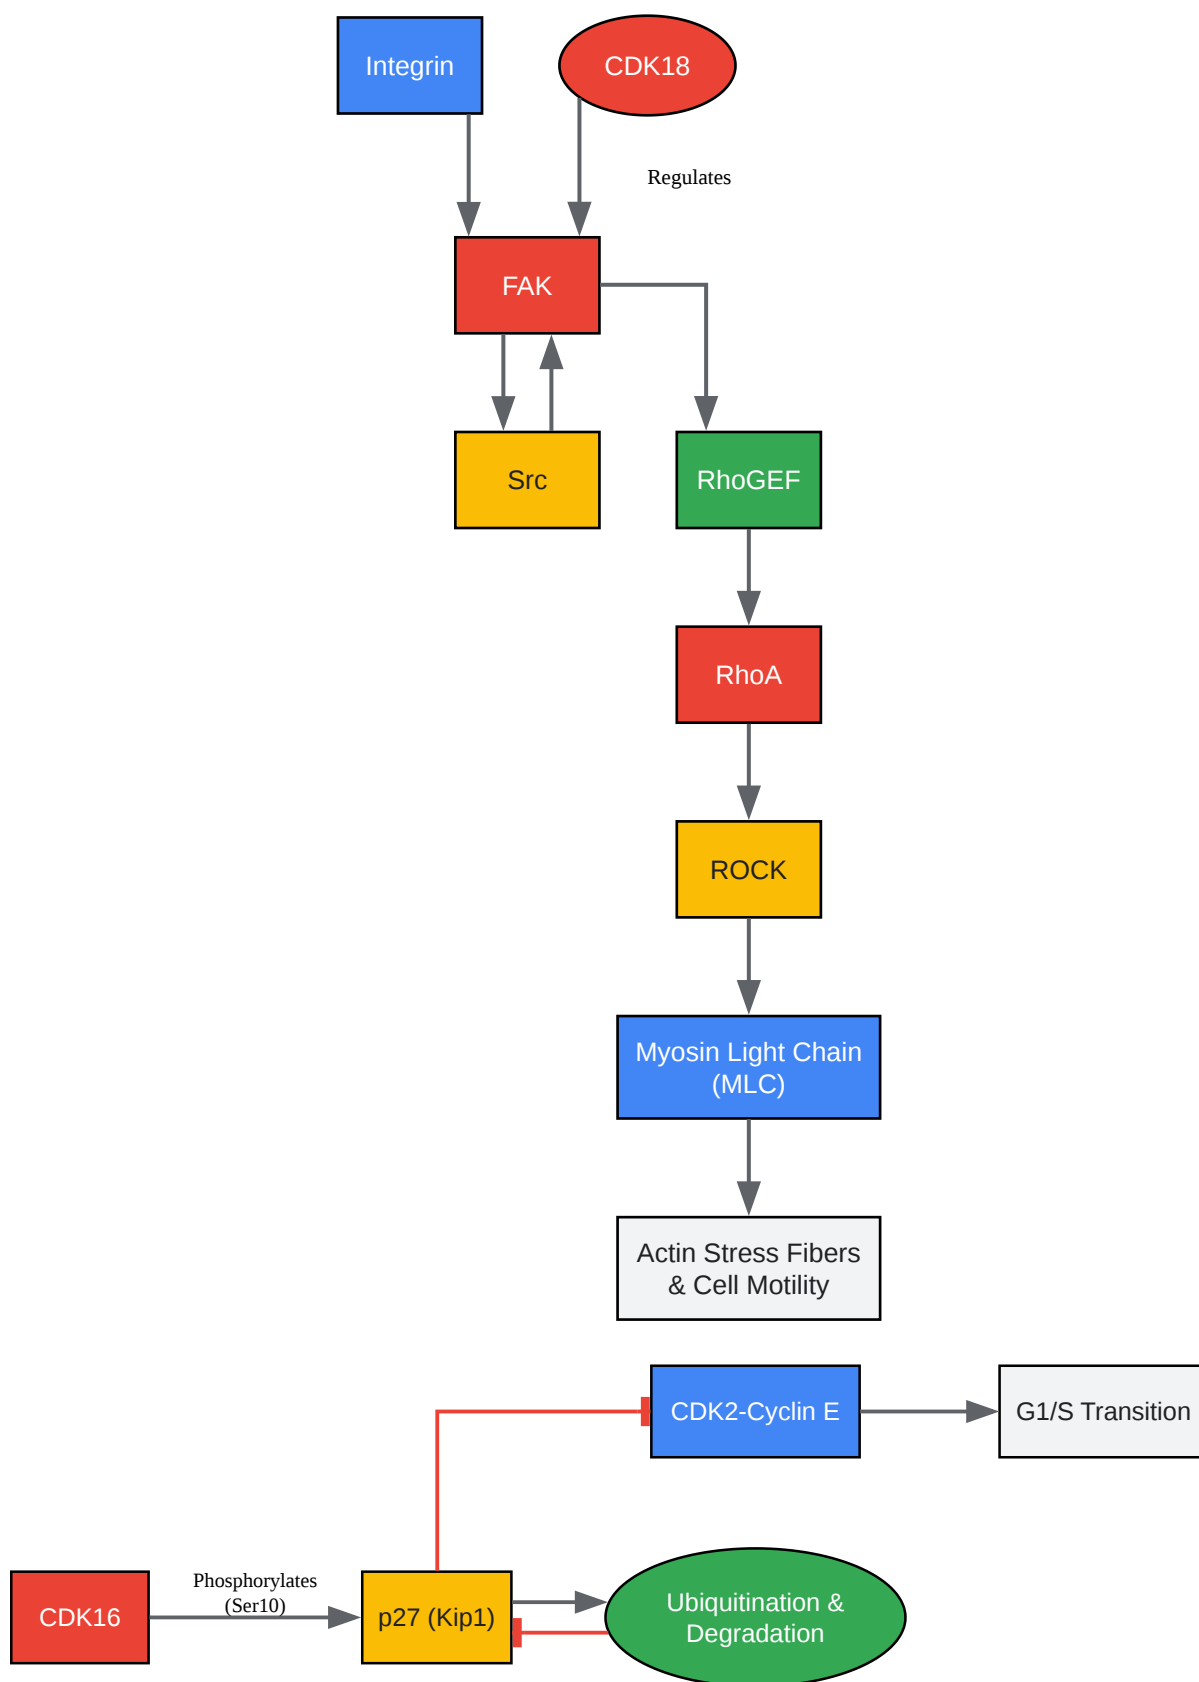 Integrin
CDK18
Regulates
FAK
Src
RhoGEF
RhoA
ROCK
Myosin Light Chain
(MLC)
Actin Stress Fibers
& Cell Motility
CDK2-Cyclin E
G1/S Transition
CDK16
Phosphorylates
(Ser10)
p27 (Kip1)
Ubiquitination &
Degradation